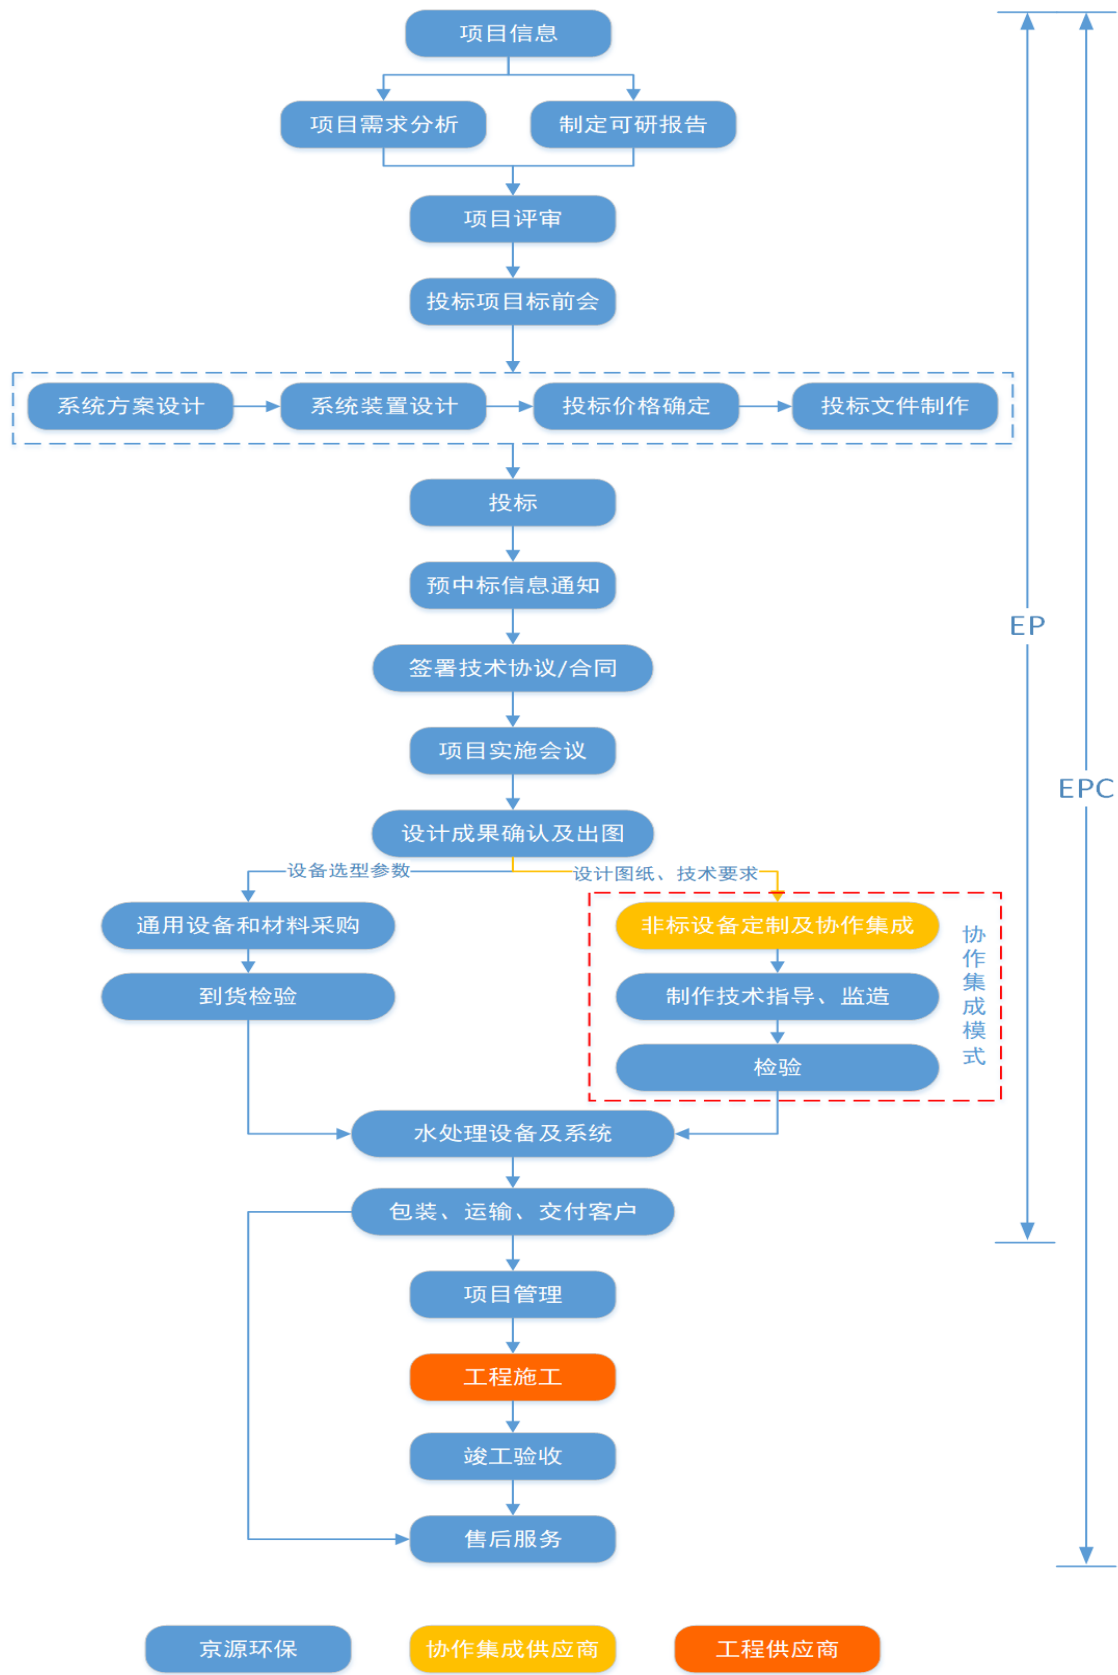 项目信息
项目需求分析
制定可研报告
项目评审
投标项目标前会
系统方案设计
系统装置设计
投标价格确定
投标文件制作
投标
预中标信息通知
EP
签署技术协议/合同
项目实施会议
EPC
设计成果确认及出图
设备选型参数
设计图纸、技术要求
通用设备和材料采购
非标设备定制及协作集成
协作集成模式
到货检验
制作技术指导、监造
检验
水处理设备及系统
包装、运输、交付客户
项目管理
工程施工
竣工验收
售后服务
京源环保
协作集成供应商
工程供应商